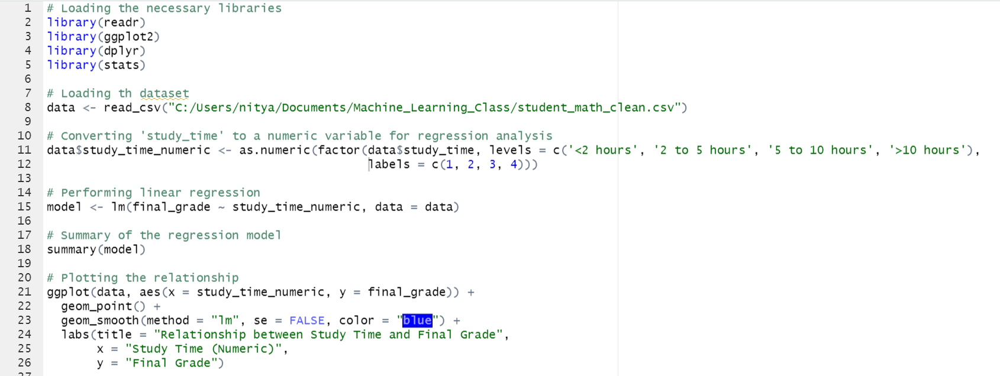 1 # Loading the necessary libraries
2 library(readr)
3 library(ggplot2)
4 library(dplyr)
5 library(stats)
6
7 # Loading th dataset
8 data <- read_csv("C:/Users/nitya/Documents/Machine_Learning_Class/student_math_clean.csv")
9
10 # Converting 'study_time' to a numeric variable for regression analysis
11 data$study_time_numeric <- as.numeric(factor(data$study_time, levels = c('<2 hours', '2 to 5 hours', '5 to 10 hours', '>10 hours'),
12                                              labels = c(1, 2, 3, 4)))
13
14 # Performing linear regression
15 model <- lm(final_grade ~ study_time_numeric, data = data)
16
17 # Summary of the regression model
18 summary(model)
19
20 # Plotting the relationship
21 ggplot(data, aes(x = study_time_numeric, y = final_grade)) +
22   geom_point() +
23   geom_smooth(method = "lm", se = FALSE, color = "blue") +
24   labs(title = "Relationship between Study Time and Final Grade",
25        x = "Study Time (Numeric)",
26        y = "Final Grade")
27